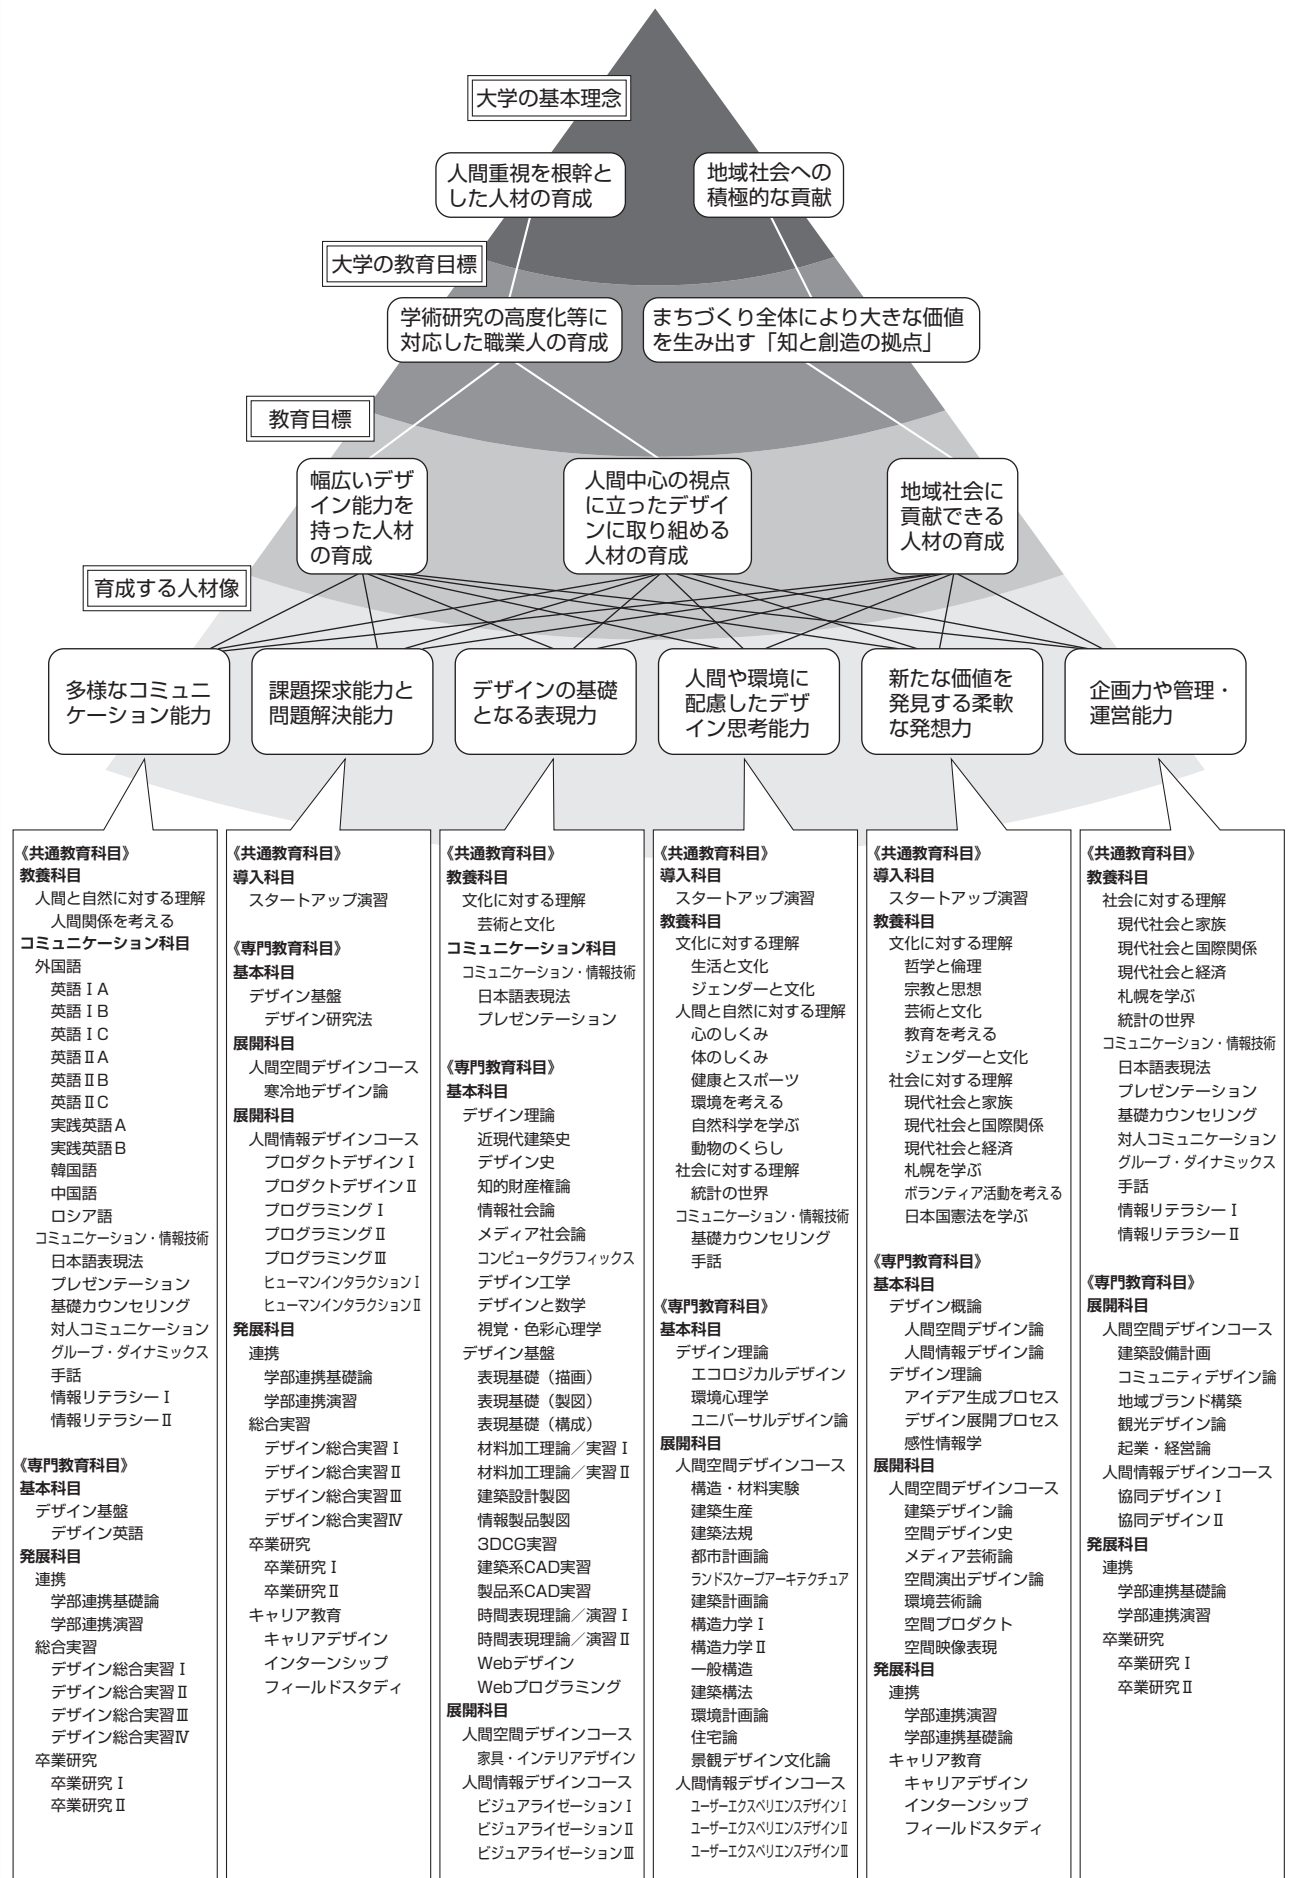 大学の基本理念
人間重視を根幹と
した人材の育成
地域社会への
積極的な貢献
大学の教育目標
学術研究の高度化等に
対応した職業人の育成
まちづくり全体により大きな価値
を生み出す「知と創造の拠点」
教育目標
幅広いデザ
イン能力を
持った人材
の育成
人間中心の視点
に立ったデザイ
ンに取り組める
人材の育成
地域社会に
貢献できる
人材の育成
育成する人材像
多様なコミュニ
ケーション能力
課題探求能力と
問題解決能力
デザインの基礎
となる表現力
人間や環境に
配慮したデザ
イン思考能力
新たな価値を
発見する柔軟
な発想力
企画力や管理・
運営能力
《共通教育科目》
教養科目
人間と自然に対する理解
人間関係を考える
コミュニケーション科目
外国語
英語ⅠA
英語ⅠB
英語ⅠC
英語ⅡA
英語ⅡB
英語ⅡC
実践英語A
実践英語B
韓国語
中国語
ロシア語
コミュニケーション・情報技術
日本語表現法
プレゼンテーション
基礎カウンセリング
対人コミュニケーション
グループ・ダイナミックス
手話
情報リテラシーⅠ
情報リテラシーⅡ
《専門教育科目》
基本科目
デザイン基盤
デザイン英語
発展科目
連携
学部連携基礎論
学部連携演習
総合実習
デザイン総合実習Ⅰ
デザイン総合実習Ⅱ
デザイン総合実習Ⅲ
デザイン総合実習Ⅳ
卒業研究
卒業研究Ⅰ
卒業研究Ⅱ
《共通教育科目》
導入科目
スタートアップ演習
《専門教育科目》
基本科目
デザイン基盤
デザイン研究法
展開科目
人間空間デザインコース
寒冷地デザイン論
展開科目
人間情報デザインコース
プロダクトデザインⅠ
プロダクトデザインⅡ
プログラミングⅠ
プログラミングⅡ
プログラミングⅢ
ヒューマンインタラクションⅠ
ヒューマンインタラクションⅡ
発展科目
連携
学部連携基礎論
学部連携演習
総合実習
デザイン総合実習Ⅰ
デザイン総合実習Ⅱ
デザイン総合実習Ⅲ
デザイン総合実習Ⅳ
卒業研究
卒業研究Ⅰ
卒業研究Ⅱ
キャリア教育
キャリアデザイン
インターンシップ
フィールドスタディ
《共通教育科目》
教養科目
文化に対する理解
芸術と文化
コミュニケーション科目
コミュニケーション・情報技術
日本語表現法
プレゼンテーション
《専門教育科目》
基本科目
デザイン理論
近現代建築史
デザイン史
知的財産権論
情報社会論
メディア社会論
コンピュータグラフィックス
デザイン工学
デザインと数学
視覚・色彩心理学
デザイン基盤
表現基礎（描画）
表現基礎（製図）
表現基礎（構成）
材料加工理論／実習Ⅰ
材料加工理論／実習Ⅱ
建築設計製図
情報製品製図
3DCG実習
建築系CAD実習
製品系CAD実習
時間表現理論／演習Ⅰ
時間表現理論／演習Ⅱ
Webデザイン
Webプログラミング
展開科目
人間空間デザインコース
家具・インテリアデザイン
人間情報デザインコース
ビジュアライゼーションⅠ
ビジュアライゼーションⅡ
ビジュアライゼーションⅢ
《共通教育科目》
導入科目
スタートアップ演習
教養科目
文化に対する理解
生活と文化
ジェンダーと文化
人間と自然に対する理解
心のしくみ
体のしくみ
健康とスポーツ
環境を考える
自然科学を学ぶ
動物のくらし
社会に対する理解
統計の世界
コミュニケーション・情報技術
基礎カウンセリング
手話
《専門教育科目》
基本科目
デザイン理論
エコロジカルデザイン
環境心理学
ユニバーサルデザイン論
展開科目
人間空間デザインコース
構造・材料実験
建築生産
建築法規
都市計画論
ランドスケープアーキテクチュア
建築計画論
構造力学Ⅰ
構造力学Ⅱ
一般構造
建築構法
環境計画論
住宅論
景観デザイン文化論
人間情報デザインコース
ユーザーエクスペリエンスデザインⅠ
ユーザーエクスペリエンスデザインⅡ
ユーザーエクスペリエンスデザインⅢ
《共通教育科目》
導入科目
スタートアップ演習
教養科目
文化に対する理解
哲学と倫理
宗教と思想
芸術と文化
教育を考える
ジェンダーと文化
社会に対する理解
現代社会と家族
現代社会と国際関係
現代社会と経済
札幌を学ぶ
ボランティア活動を考える
日本国憲法を学ぶ
《専門教育科目》
基本科目
デザイン概論
人間空間デザイン論
人間情報デザイン論
デザイン理論
アイデア生成プロセス
デザイン展開プロセス
感性情報学
展開科目
人間空間デザインコース
建築デザイン論
空間デザイン史
メディア芸術論
空間演出デザイン論
環境芸術論
空間プロダクト
空間映像表現
発展科目
連携
学部連携演習
学部連携基礎論
キャリア教育
キャリアデザイン
インターンシップ
フィールドスタディ
《共通教育科目》
教養科目
社会に対する理解
現代社会と家族
現代社会と国際関係
現代社会と経済
札幌を学ぶ
統計の世界
コミュニケーション・情報技術
日本語表現法
プレゼンテーション
基礎カウンセリング
対人コミュニケーション
グループ・ダイナミックス
手話
情報リテラシーⅠ
情報リテラシーⅡ
《専門教育科目》
展開科目
人間空間デザインコース
建築設備計画
コミュニティデザイン論
地域ブランド構築
観光デザイン論
起業・経営論
人間情報デザインコース
協同デザインⅠ
協同デザインⅡ
発展科目
連携
学部連携基礎論
学部連携演習
卒業研究
卒業研究Ⅰ
卒業研究Ⅱ